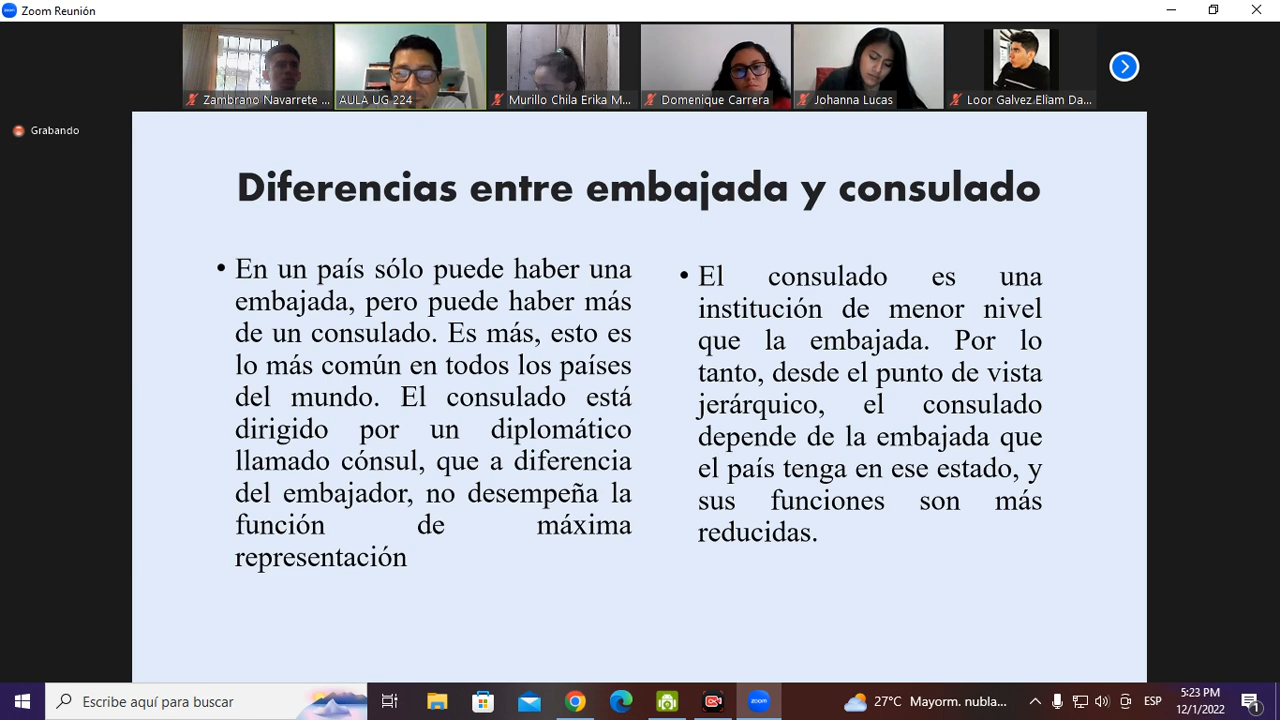 Zoom Reunión
Zambrano Navarrete ...
AULA UG 224
Murillo Chila Erika M...
Domenique Carrera
Johanna Lucas
Loor Galvez Eliam Da...
Grabando
Diferencias entre embajada y consulado
• En un país sólo puede haber una
embajada, pero puede haber más
de un consulado. Es más, esto es
lo más común en todos los países
del mundo. El consulado está
dirigido por un diplomático
llamado cónsul, que a diferencia
del embajador, no desempeña la
función de máxima
representación
• El consulado es una
institución de menor nivel
que la embajada. Por lo
tanto, desde el punto de vista
jerárquico, el consulado
depende de la embajada que
el país tenga en ese estado, y
sus funciones son más
reducidas.
Escribe aquí para buscar
zoom
27°C Mayorm. nubla...
ESP
5:23 PM
12/1/2022
1